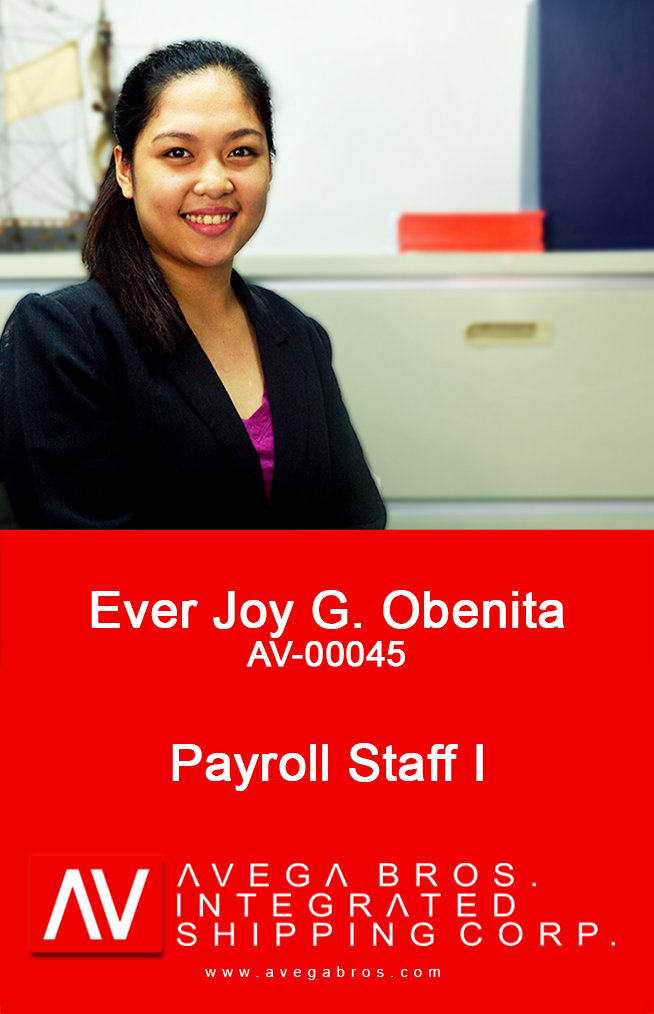 Ever Joy G. Obenita
AV-00045
Payroll Staff I
AV
AVEGA BROS.
INTEGRATED
SHIPPING CORP.
www.avegabros.com